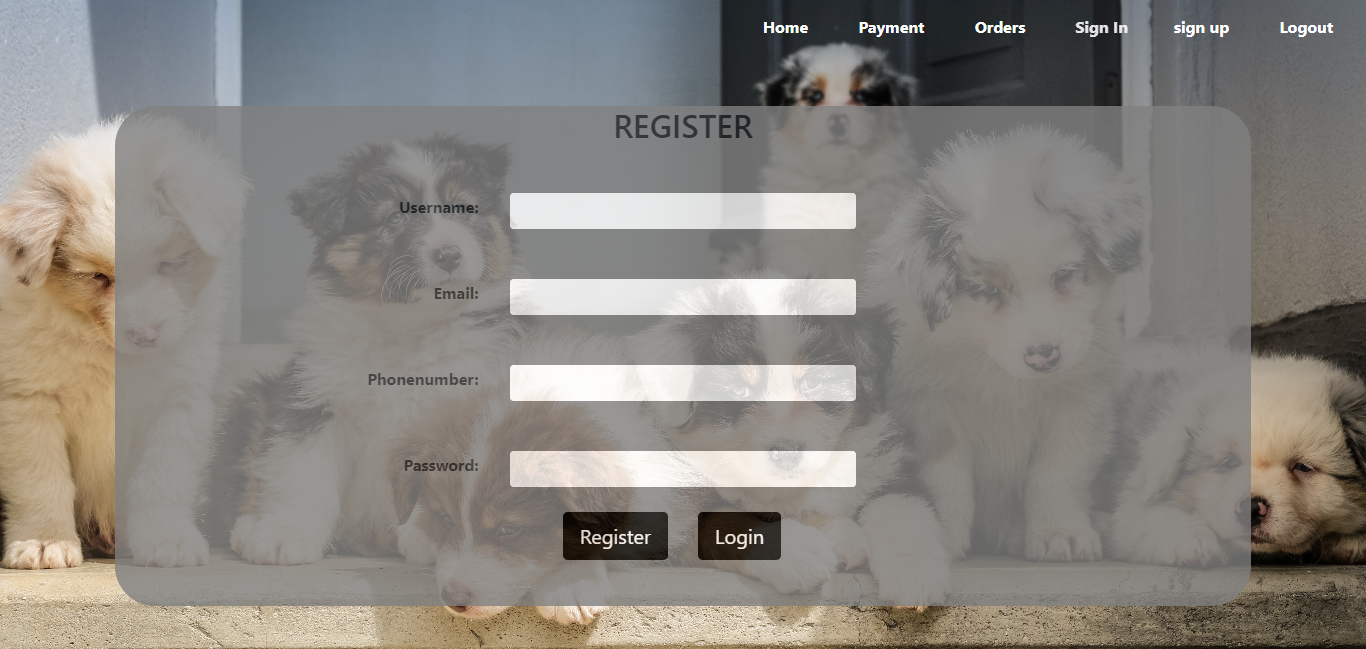 Home Payment Orders Sign In sign up Logout
REGISTER
Username:
Email:
Phonenumber:
Password:
Register Login